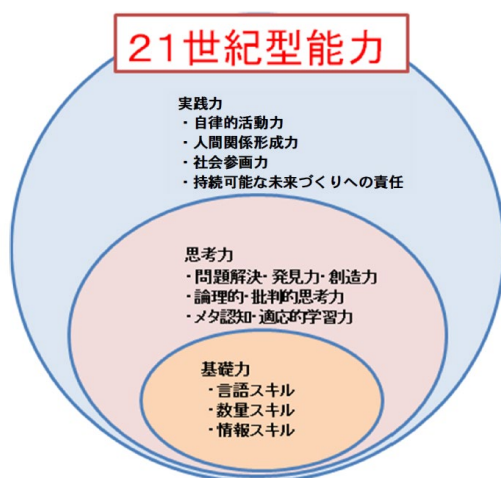 21世紀型能力
実践力
・自律的活動力
・人間関係形成力
・社会参画力
・持続可能な未来づくりへの責任
思考力
・問題解決・発見力・創造力
・論理的・批判的思考力
・メタ認知・適応的学習力
基礎力
・言語スキル
・数量スキル
・情報スキル